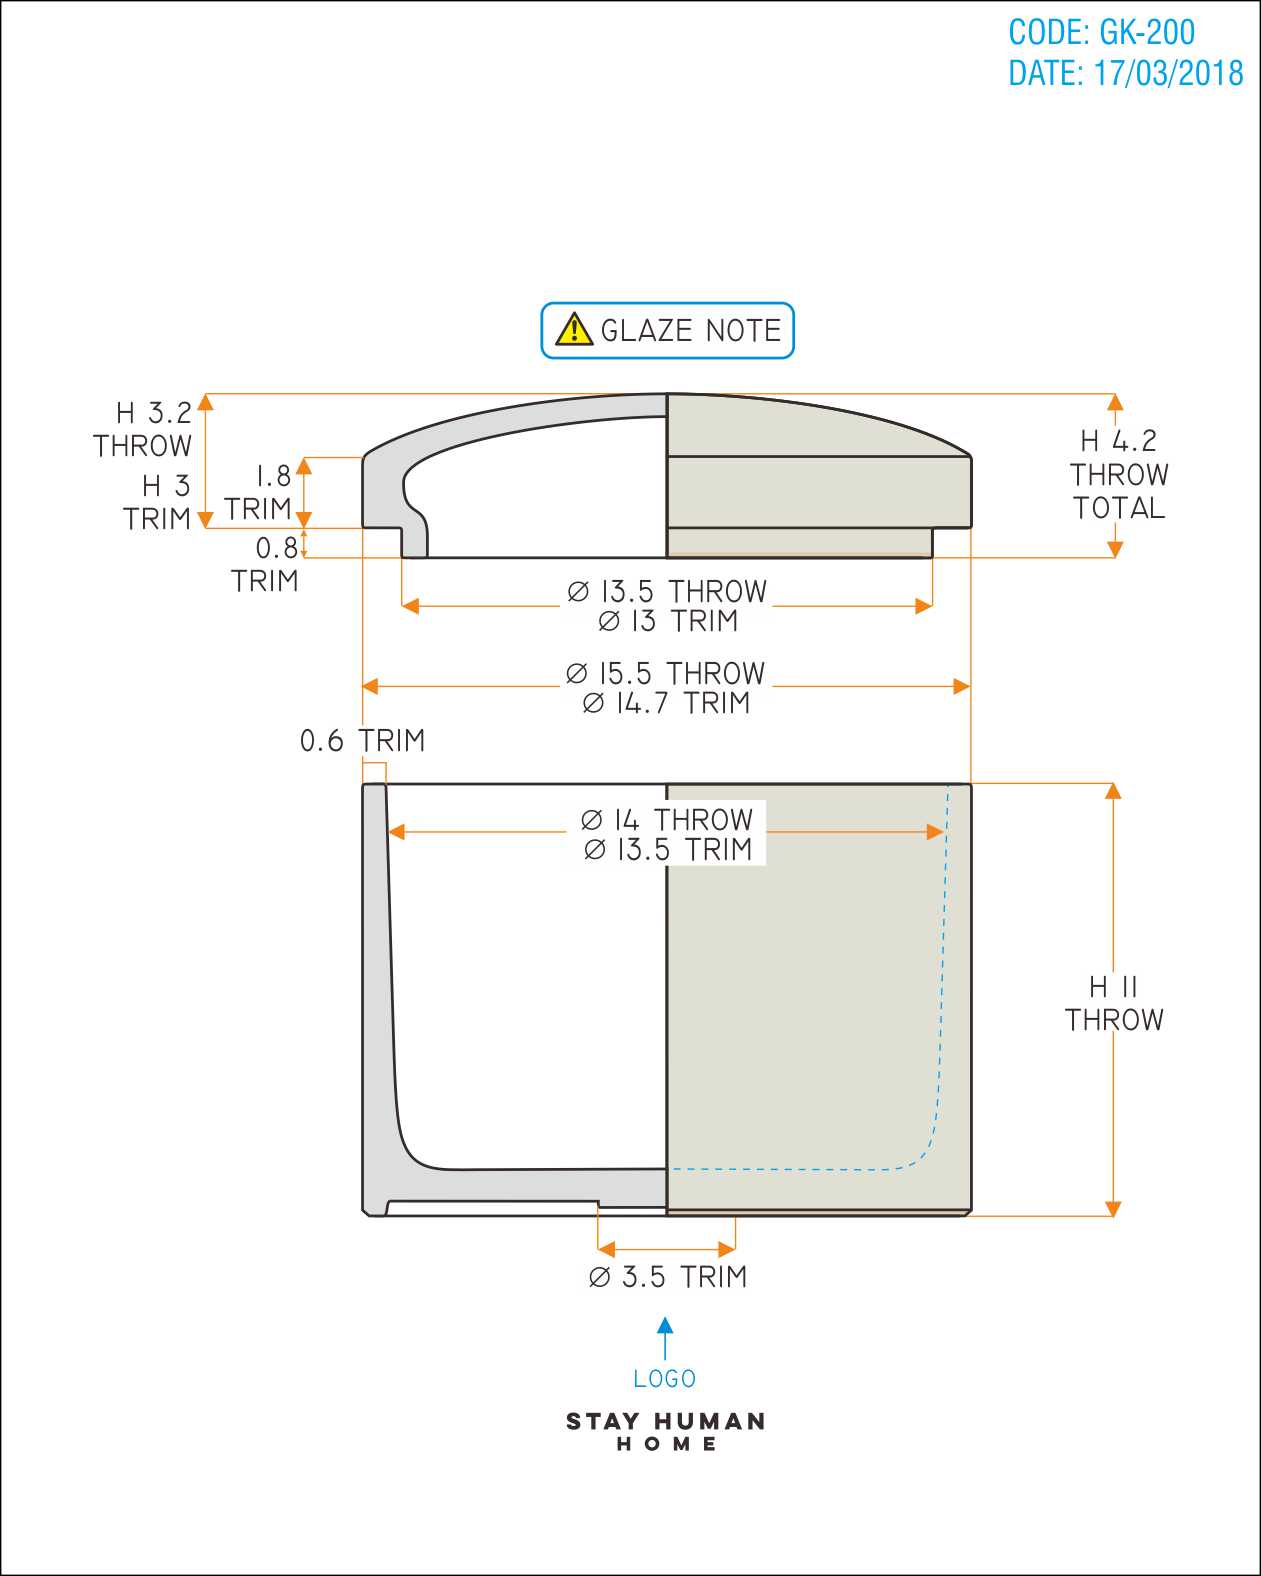 CODE: GK-200
DATE: 17/03/2018
GLAZE NOTE
H 3.2
THROW
H 3
TRIM
1.8
TRIM
0.8
TRIM
H 4.2
THROW
TOTAL
Ø 13.5 THROW
Ø 13 TRIM
Ø 15.5 THROW
Ø 14.7 TRIM
0.6 TRIM
Ø 14 THROW
Ø 13.5 TRIM
H 11
THROW
Ø 3.5 TRIM
LOGO
STAY HUMAN
HOME